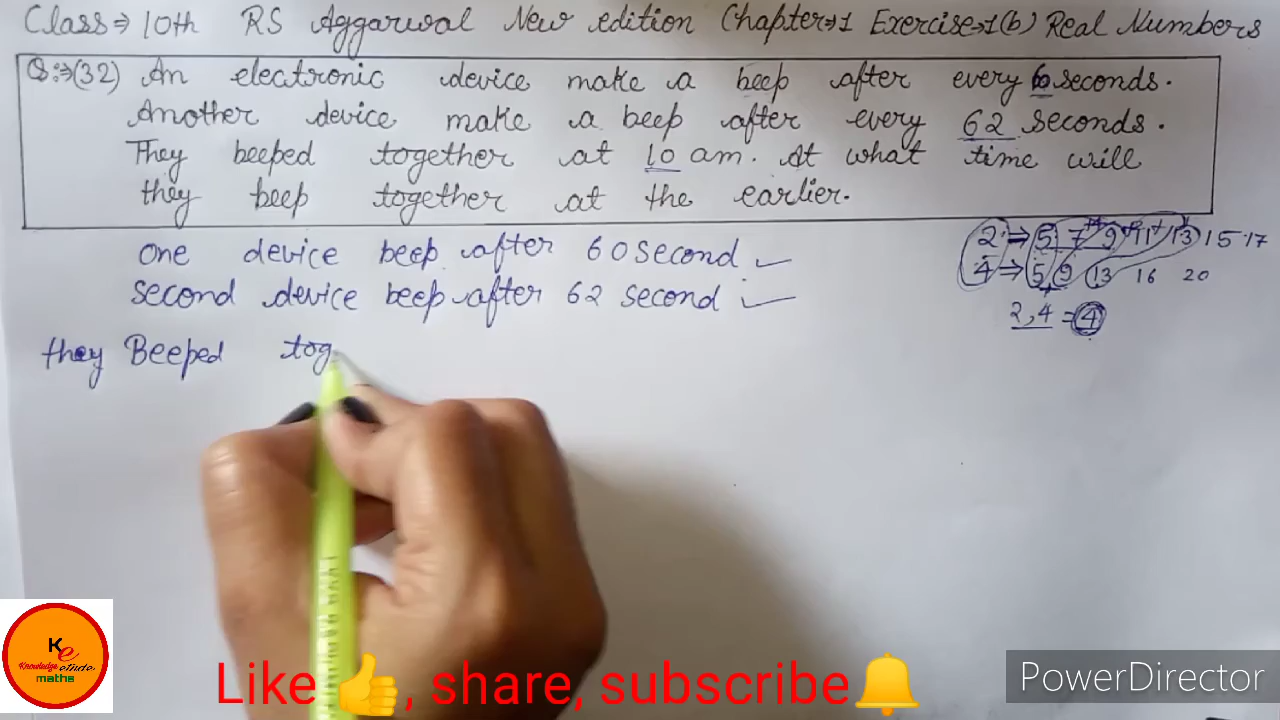 Class⇒ 10th RS Aggarwal New edition Chapter→1 Exercise→1(b) Real Numbers
Q:→(32) An electronic device make a beep after every 60 seconds.
Another device make a beep after every 62 seconds.
They beeped together at 10 am. At what time will
they beep together at the earlier.
2 ⇒ 5 7 9 11 13 15 17
4 ⇒ 5 9 13 16 20
2,4 = 4
One device beep after 60 second
second device beep after 62 second
they Beeped tog
Ke
Knowledge etude
maths
Like 👍, share, subscribe🔔
PowerDirector